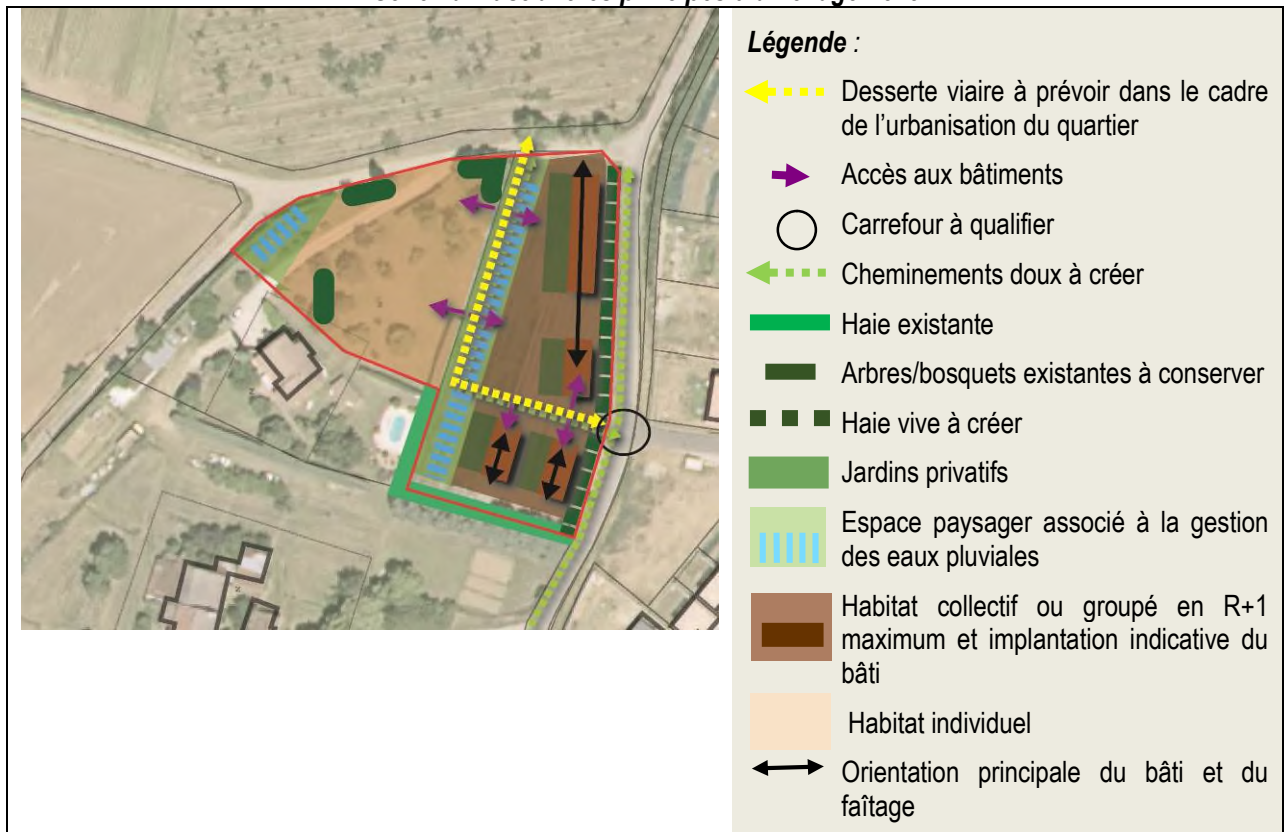 Légende :
Desserte viaire à prévoir dans le cadre
de l'urbanisation du quartier
Accès aux bâtiments
Carrefour à qualifier
Cheminements doux à créer
Haie existante
Arbres/bosquets existantes à conserver
Haie vive à créer
Jardins privatifs
Espace paysager associé à la gestion
des eaux pluviales
Habitat collectif ou groupé en R+1
maximum et implantation indicative du
bâti
Habitat individuel
Orientation principale du bâti et du
faîtage